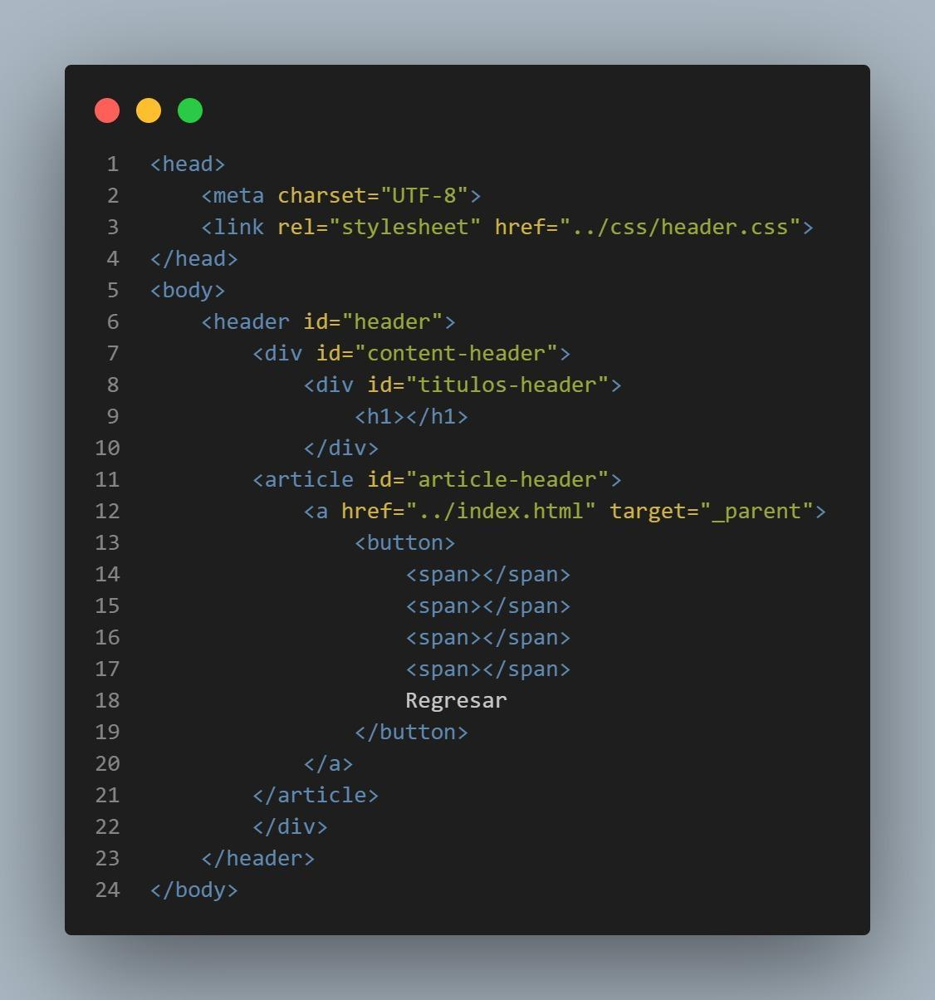 1 <head>
2     <meta charset="UTF-8">
3     <link rel="stylesheet" href="../css/header.css">
4 </head>
5 <body>
6     <header id="header">
7         <div id="content-header">
8             <div id="titulos-header">
9                 <h1></h1>
10             </div>
11         <article id="article-header">
12             <a href="../index.html" target="_parent">
13                 <button>
14                     <span></span>
15                     <span></span>
16                     <span></span>
17                     <span></span>
18                     Regresar
19                 </button>
20             </a>
21         </article>
22         </div>
23     </header>
24 </body>